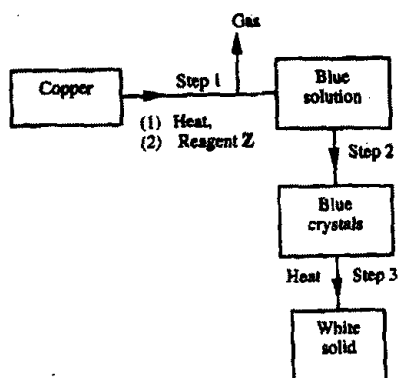 Gas
Copper
Step 1
Blue
solution
(1) Heat,
(2) Reagent Z
Step 2
Blue
crystals
Heat
Step 3
White
solid